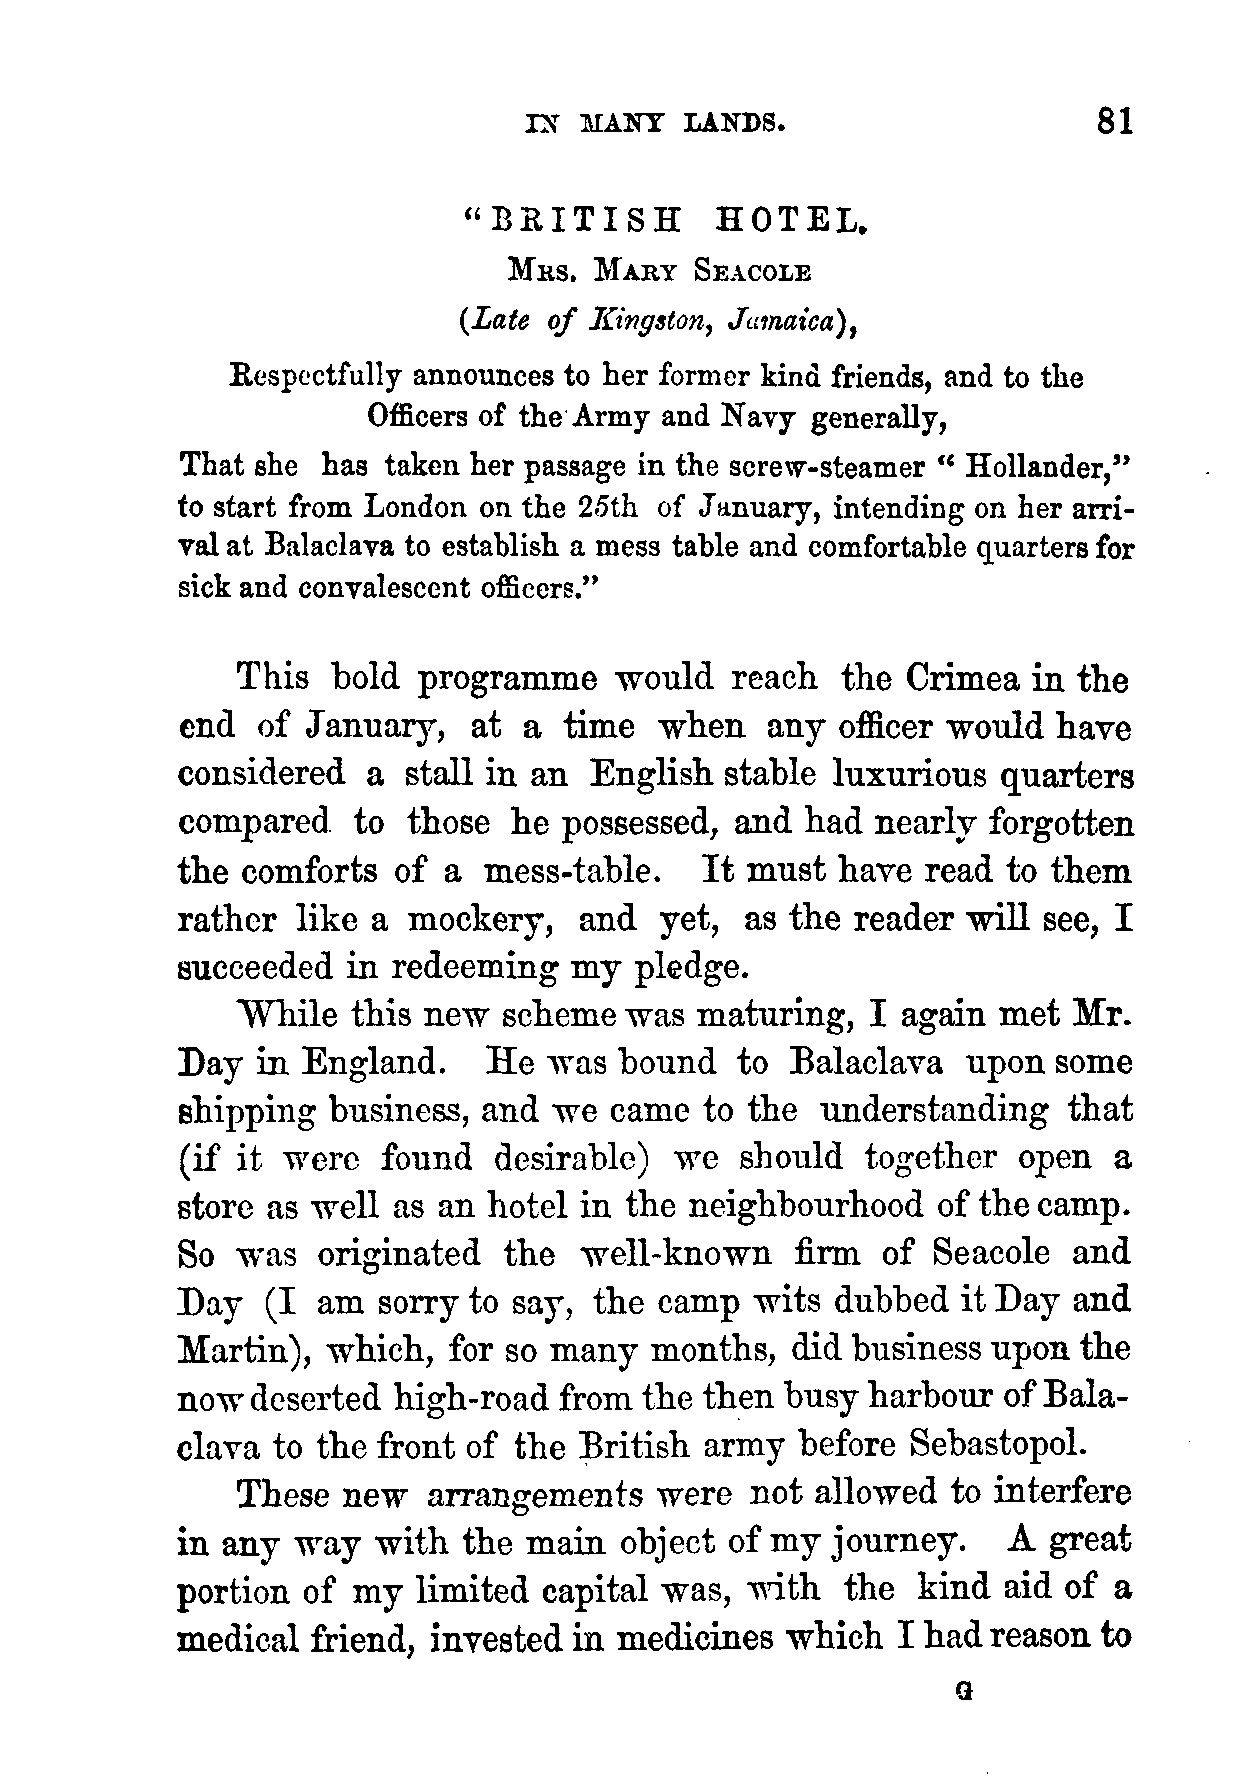 IN MANY LANDS. 81
"BRITISH HOTEL.
MRS. MARY SEACOLE
(Late of Kingston, Jamaica),
Respectfully announces to her former kind friends, and to the
Officers of the Army and Navy generally,
That she has taken her passage in the screw-steamer "Hollander,"
to start from London on the 25th of January, intending on her arri-
val at Balaclava to establish a mess table and comfortable quarters for
sick and convalescent officers."
This bold programme would reach the Crimea in the
end of January, at a time when any officer would have
considered a stall in an English stable luxurious quarters
compared to those he possessed, and had nearly forgotten
the comforts of a mess-table. It must have read to them
rather like a mockery, and yet, as the reader will see, I
succeeded in redeeming my pledge.
While this new scheme was maturing, I again met Mr.
Day in England. He was bound to Balaclava upon some
shipping business, and we came to the understanding that
(if it were found desirable) we should together open a
store as well as an hotel in the neighbourhood of the camp.
So was originated the well-known firm of Seacole and
Day (I am sorry to say, the camp wits dubbed it Day and
Martin), which, for so many months, did business upon the
now deserted high-road from the then busy harbour of Bala-
clava to the front of the British army before Sebastopol.
These new arrangements were not allowed to interfere
in any way with the main object of my journey. A great
portion of my limited capital was, with the kind aid of a
medical friend, invested in medicines which I had reason to
G